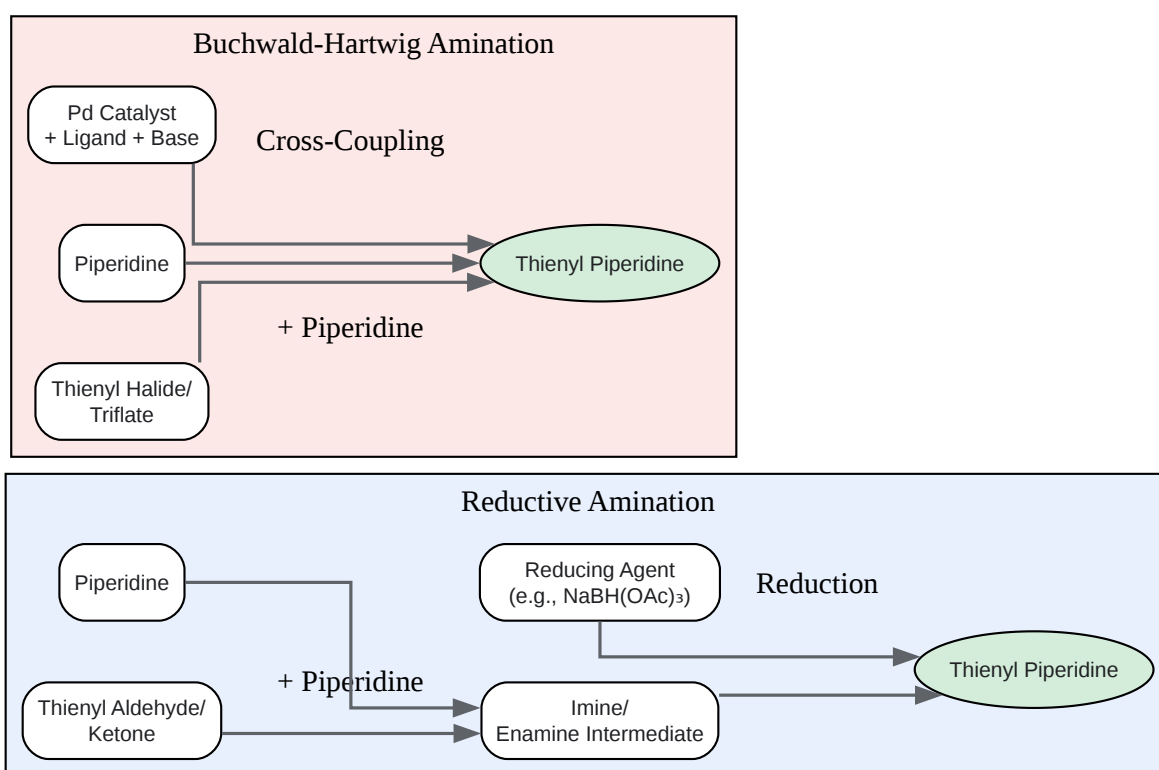 Buchwald-Hartwig Amination
Pd Catalyst
+ Ligand + Base
Cross-Coupling
Piperidine
Thienyl Piperidine
+ Piperidine
Thienyl Halide/
Triflate
Reductive Amination
Piperidine
Reducing Agent
(e.g., NaBH(OAc)₃)
Reduction
Thienyl Piperidine
+ Piperidine
Thienyl Aldehyde/
Ketone
Imine/
Enamine Intermediate